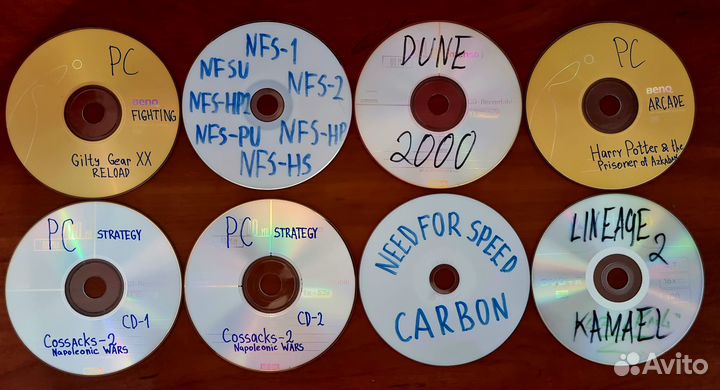 PC
BenQ
FIGHTING
Gilty Gear XX
RELOAD
NFS-1
NFSU
NFS-2
NFS-HP2
NFS-PU
NFS-HP
NFS-HS
DUNE
2000
PC
BenQ
ARCADE
Harry Potter & the
Prisoner of Azkaban
PC STRATEGY
CD-1
Cossacks-2
Napoleonic WARS
PC STRATEGY
CD-2
Cossacks-2
Napoleonic WARS
NEED FOR SPEED
CARBON
LINEAGE
2
KAMAEL
Avito